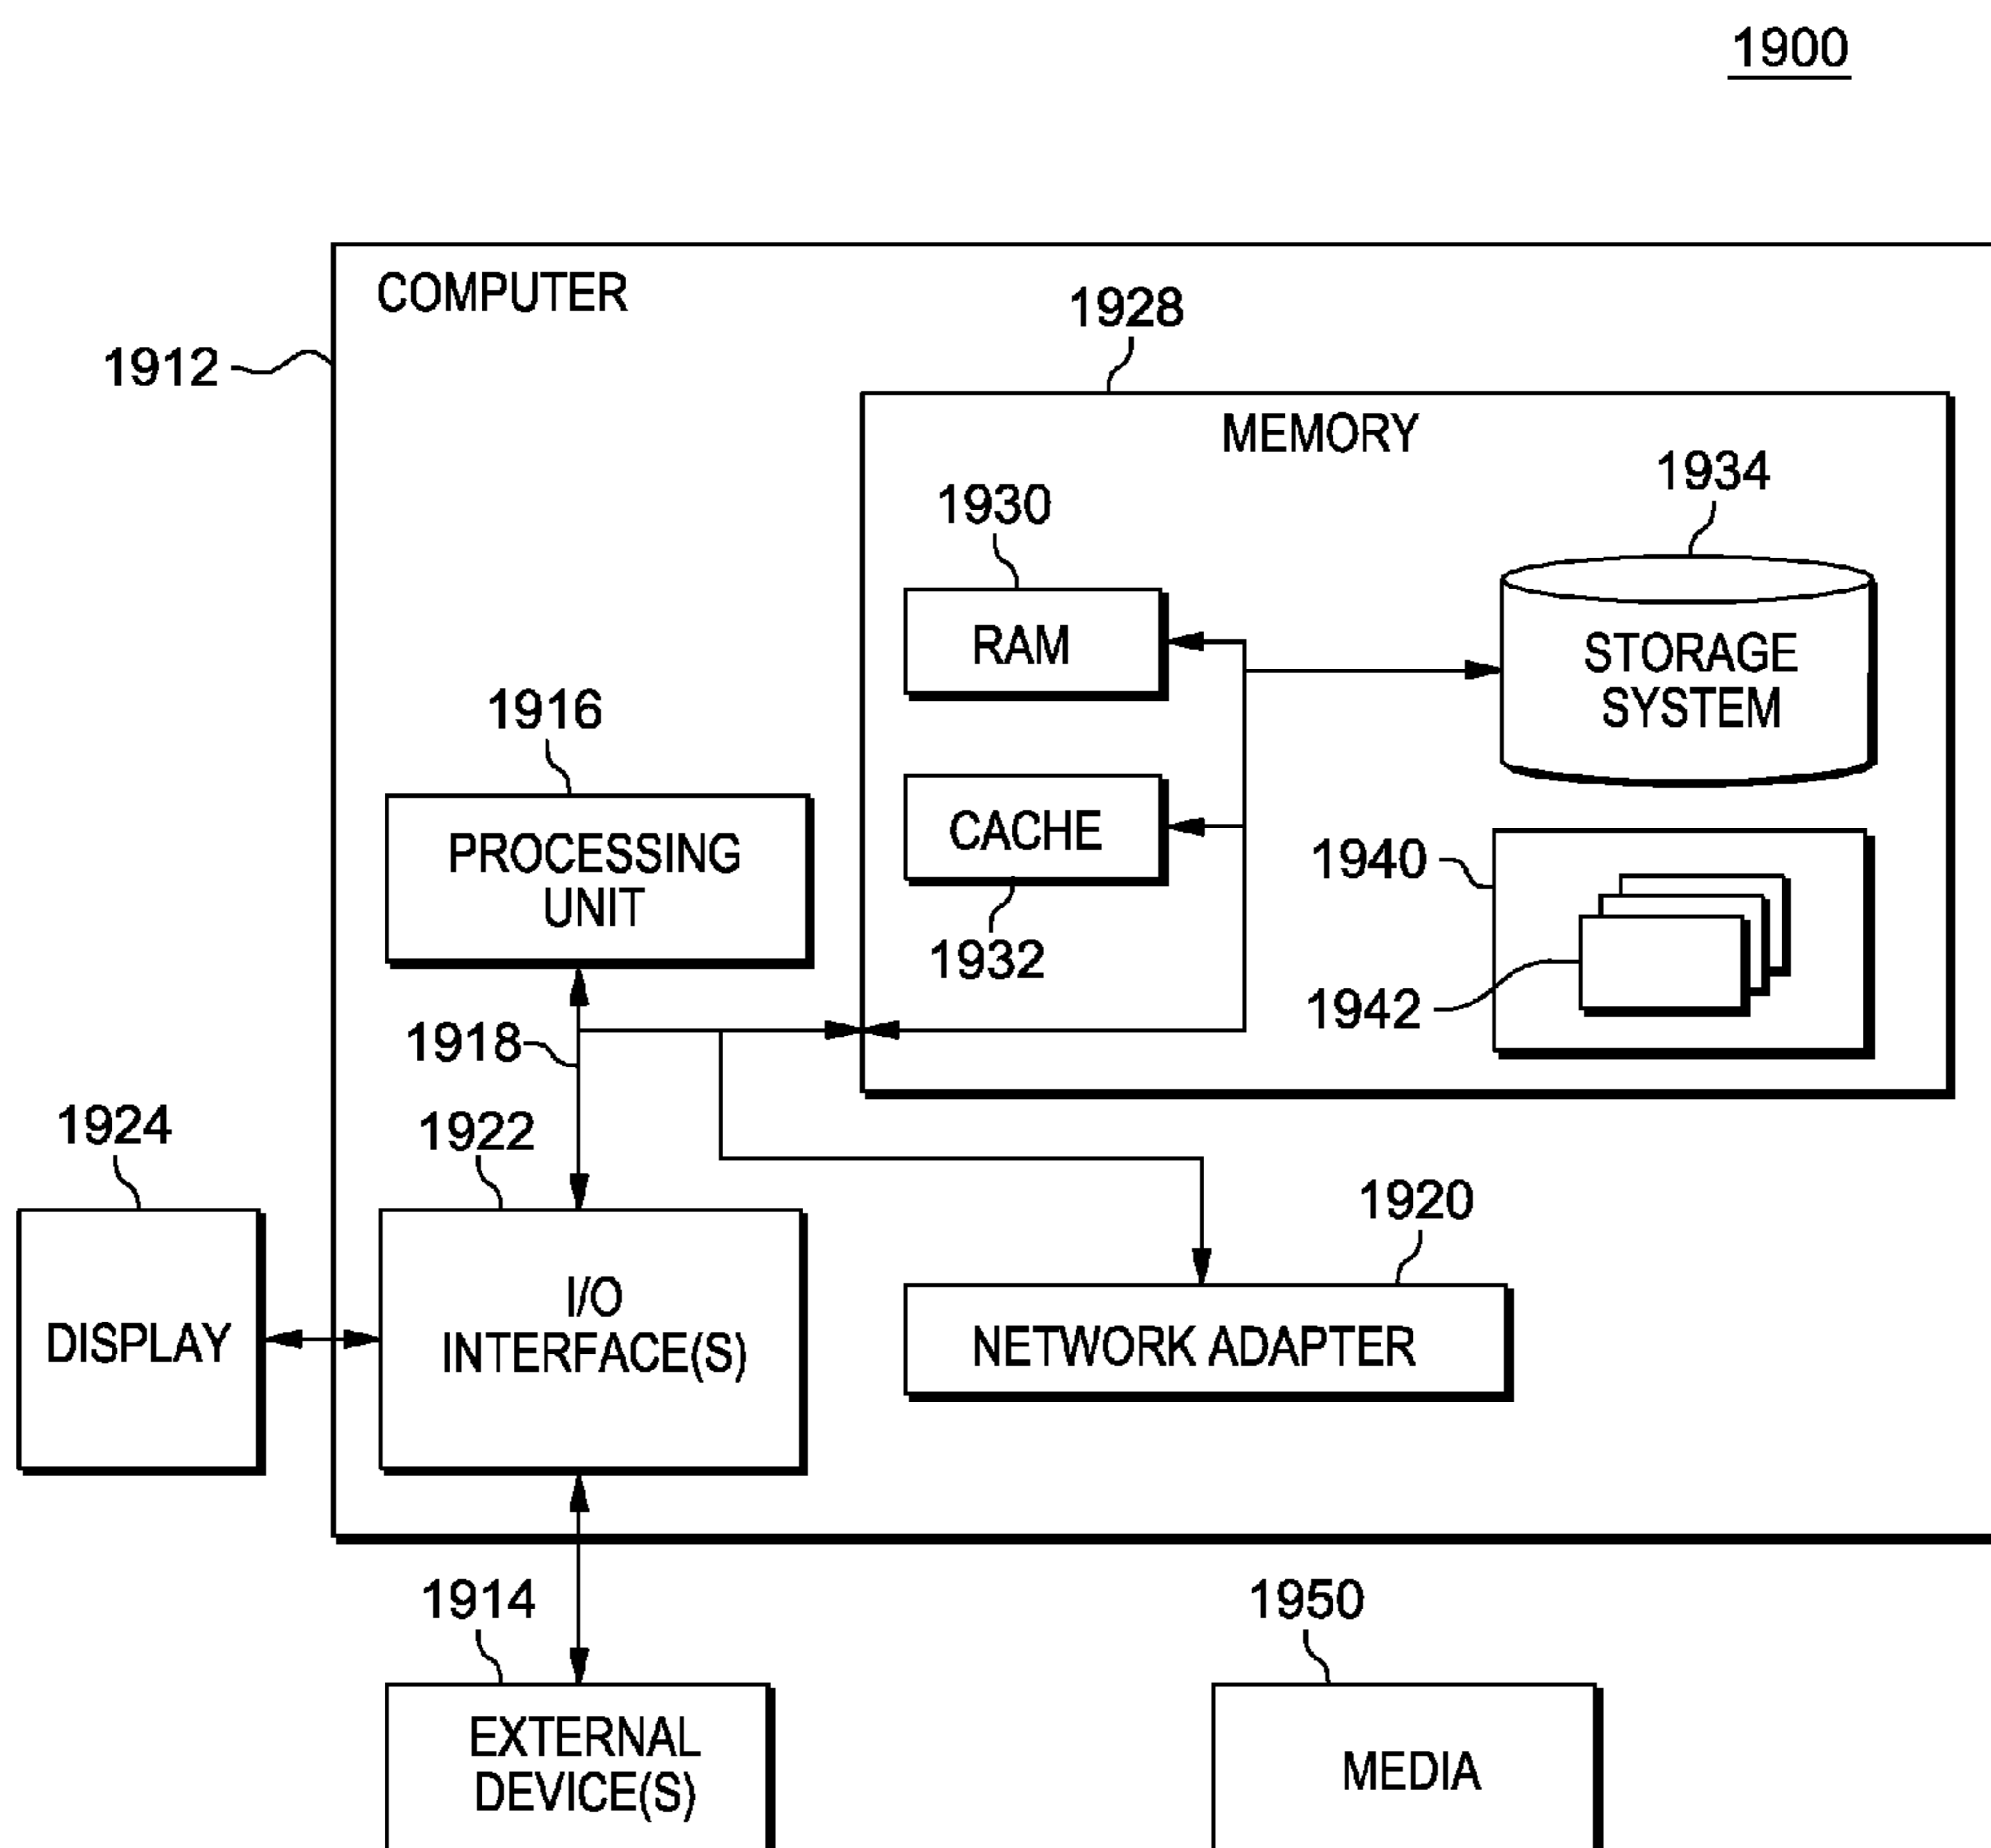 1900
COMPUTER
1912
1928
MEMORY
1930
1934
RAM
STORAGE
SYSTEM
1916
PROCESSING
UNIT
CACHE
1932
1940
1942
1918
1924
1922
1920
DISPLAY
I/O
INTERFACE(S)
NETWORK ADAPTER
1914
1950
EXTERNAL
DEVICE(S)
MEDIA